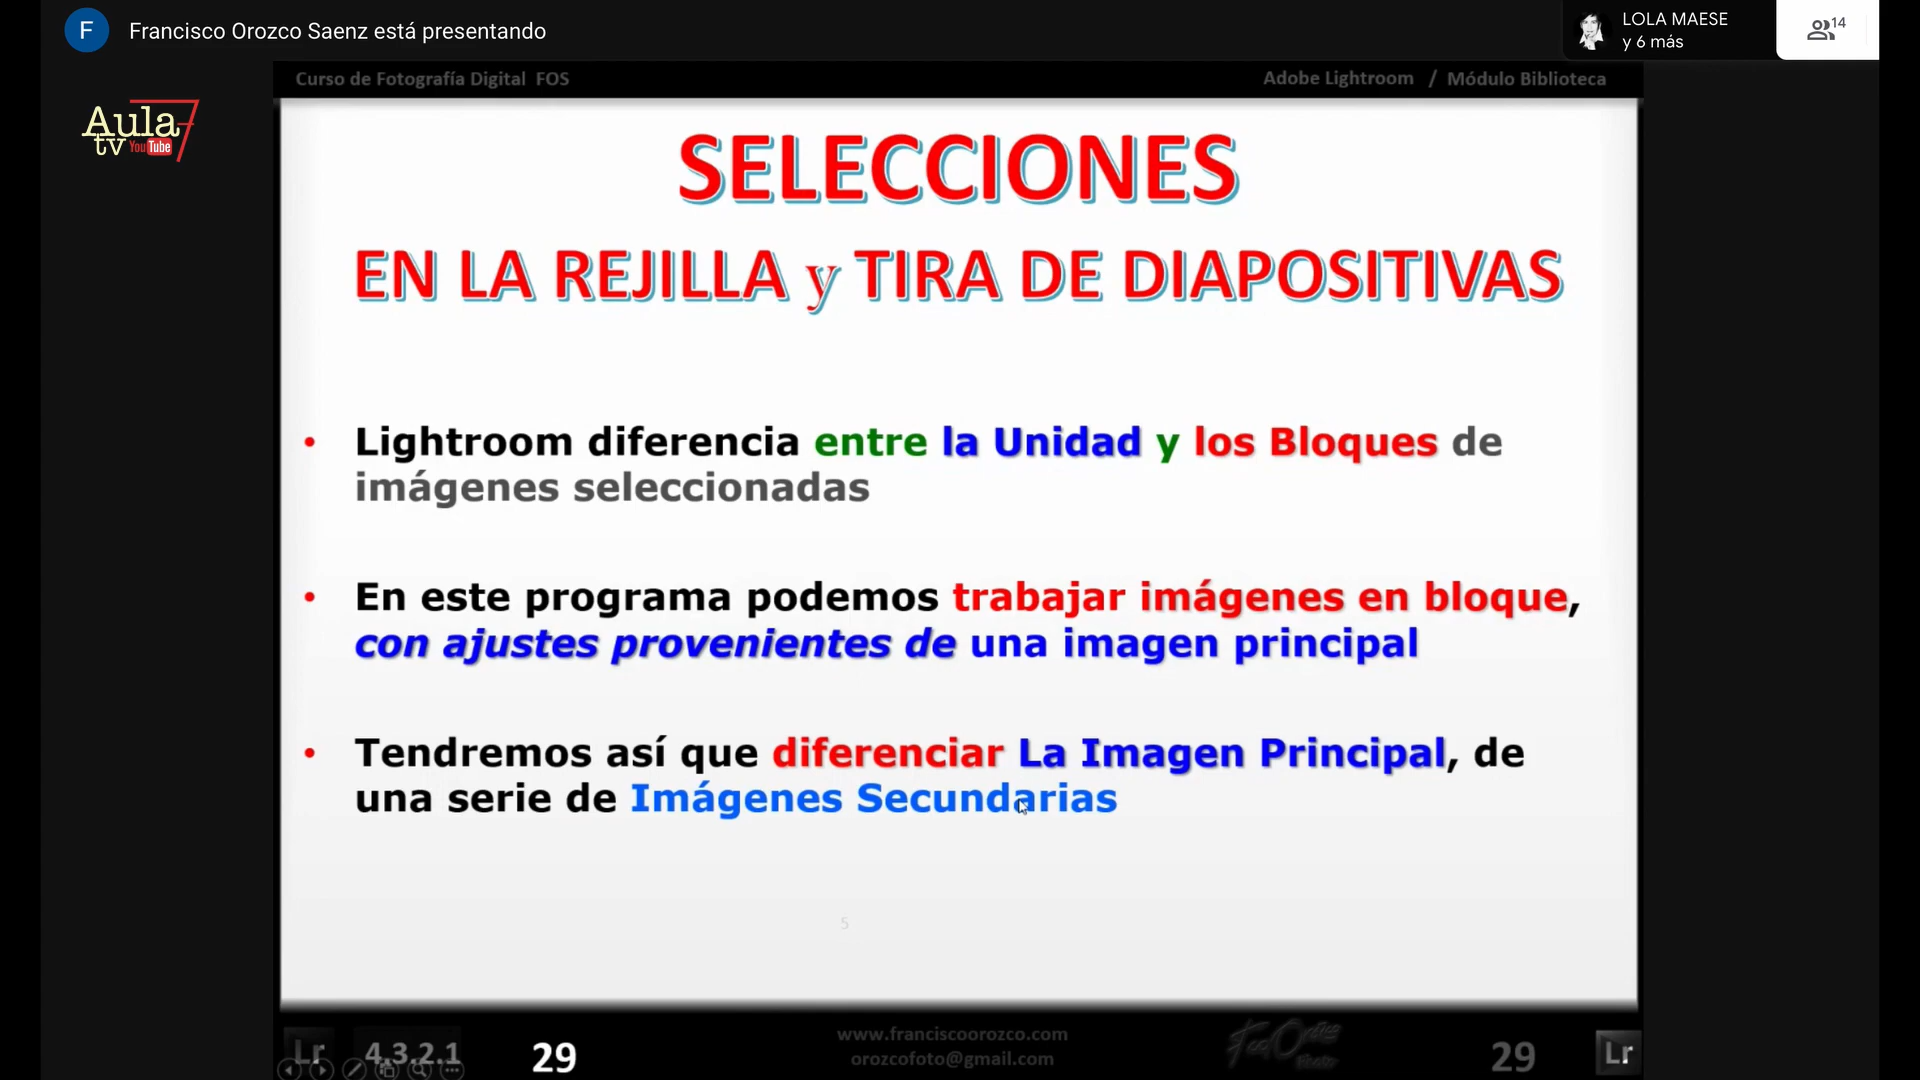 F Francisco Orozco Saenz está presentando
LOLA MAESE
y 6 más
14
Aula 7
tv YouTube
Curso de Fotografía Digital FOS
Adobe Lightroom / Módulo Biblioteca
SELECCIONES
EN LA REJILLA y TIRA DE DIAPOSITIVAS
• Lightroom diferencia entre la Unidad y los Bloques de
imágenes seleccionadas
• En este programa podemos trabajar imágenes en bloque,
con ajustes provenientes de una imagen principal
• Tendremos así que diferenciar La Imagen Principal, de
una serie de Imágenes Secundarias
5
Lr 4.3.2.1 29
www.franciscoorozco.com
orozcofoto@gmail.com
Photo
29 Lr